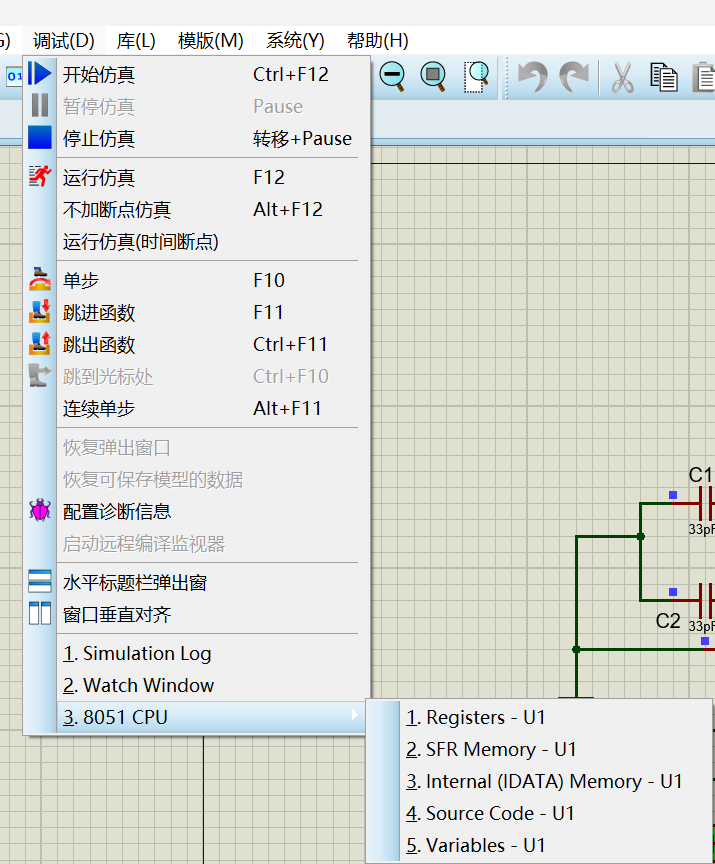 G) 调试(D) 库(L) 模版(M) 系统(Y) 帮助(H)
01
开始仿真 Ctrl+F12
暂停仿真 Pause
停止仿真 转移+Pause
运行仿真 F12
不加断点仿真 Alt+F12
运行仿真(时间断点)
单步 F10
跳进函数 F11
跳出函数 Ctrl+F11
跳到光标处 Ctrl+F10
连续单步 Alt+F11
恢复弹出窗口
恢复可保存模型的数据
配置诊断信息
启动远程编译监视器
水平标题栏弹出窗
窗口垂直对齐
1. Simulation Log
2. Watch Window
3. 8051 CPU
1. Registers - U1
2. SFR Memory - U1
3. Internal (IDATA) Memory - U1
4. Source Code - U1
5. Variables - U1
C1
33pF
C2
33pF